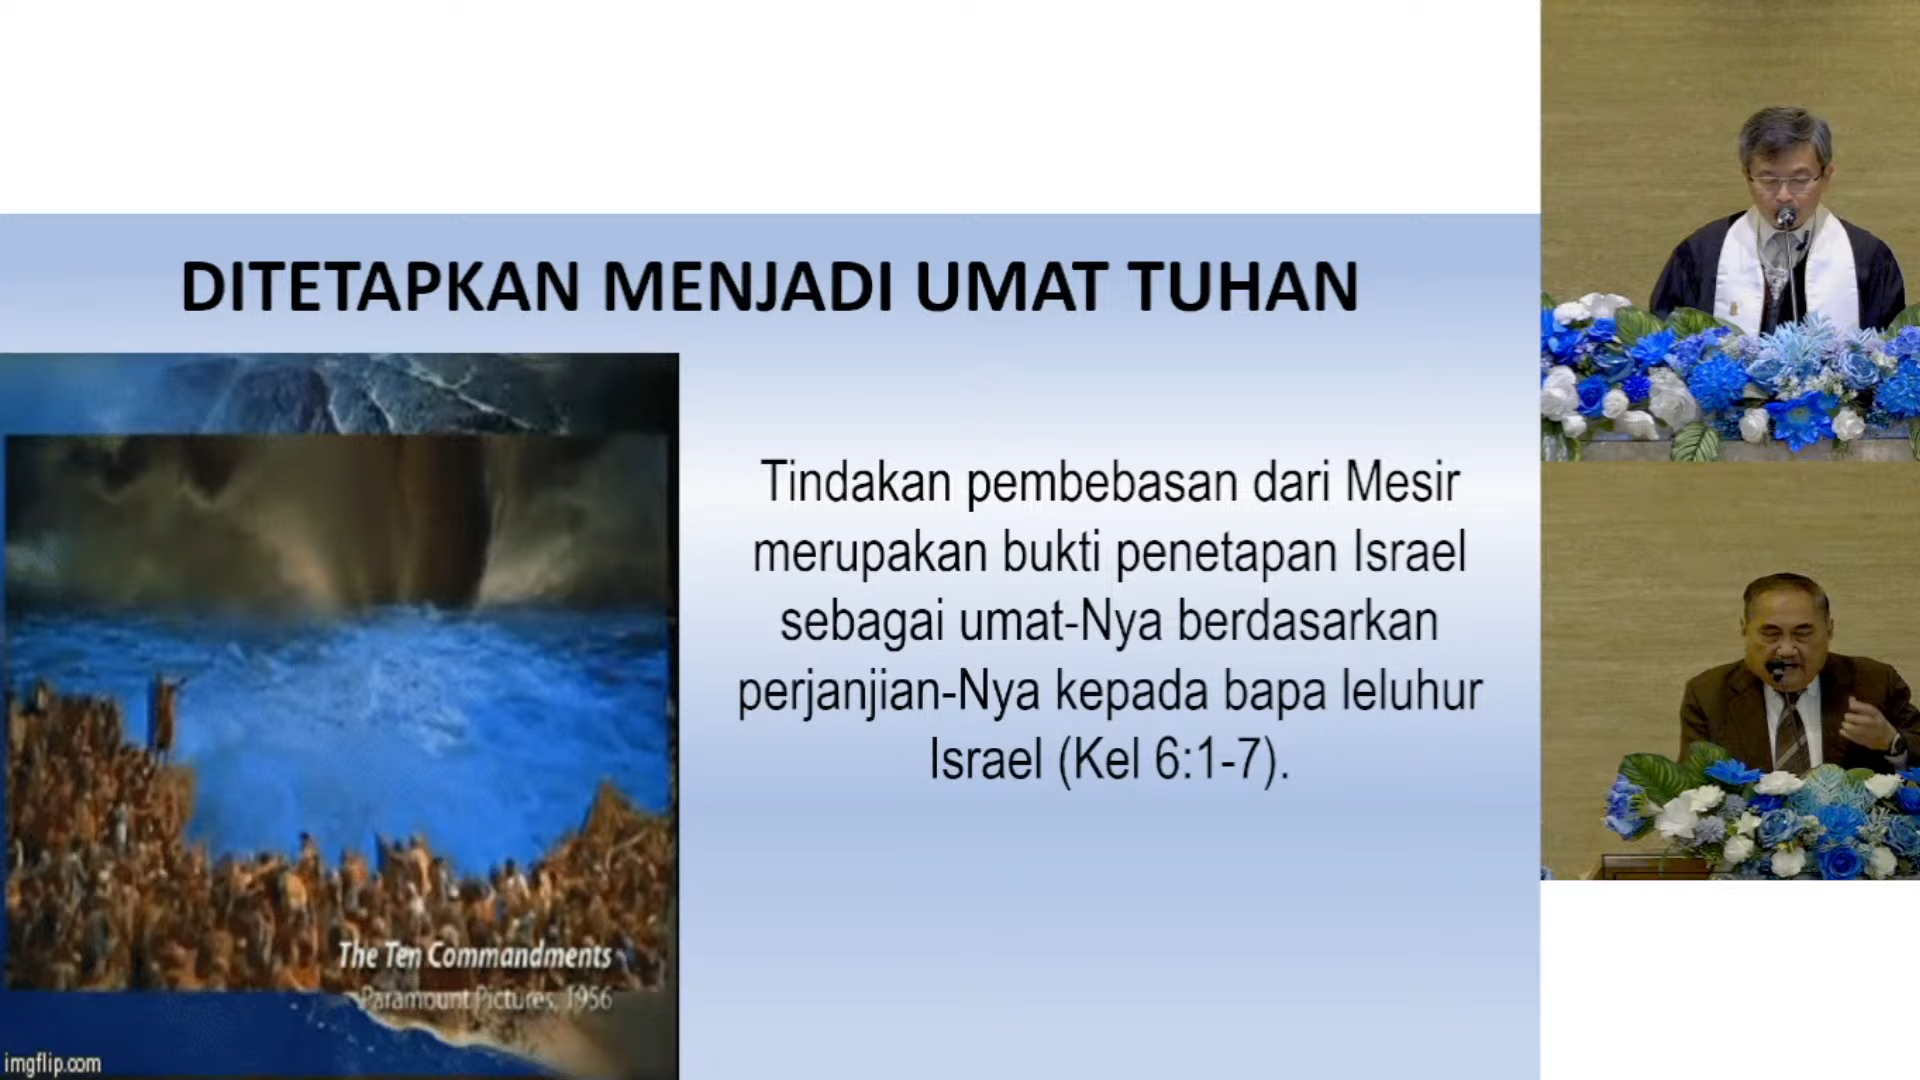 DITETAPKAN MENJADI UMAT TUHAN
Tindakan pembebasan dari Mesir
merupakan bukti penetapan Israel
sebagai umat-Nya berdasarkan
perjanjian-Nya kepada bapa leluhur
Israel (Kel 6:1-7).
The Ten Commandments
Paramount Pictures, 1956
imgflip.com